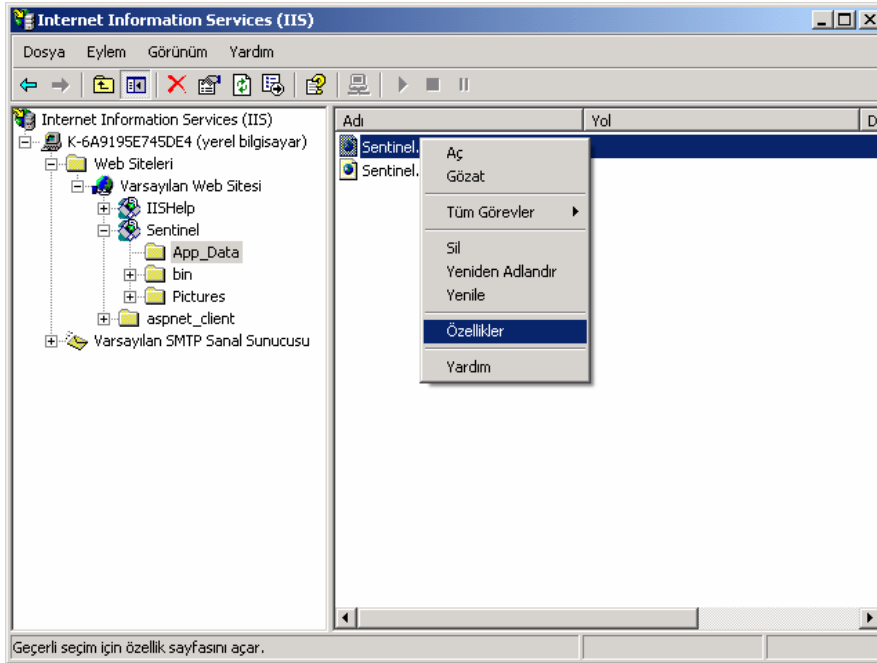 Internet Information Services (IIS)
Dosya Eylem Görünüm Yardım
Internet Information Services (IIS)
K-6A9195E745DE4 (yerel bilgisayar)
Web Siteleri
Varsayılan Web Sitesi
IISHelp
Sentinel
App_Data
bin
Pictures
aspnet_client
Varsayılan SMTP Sanal Sunucusu
Adı Yol D
Sentinel.
Sentinel.
Aç
Gözat
Tüm Görevler
Sil
Yeniden Adlandır
Yenile
Özellikler
Yardım
Geçerli seçim için özellik sayfasını açar.